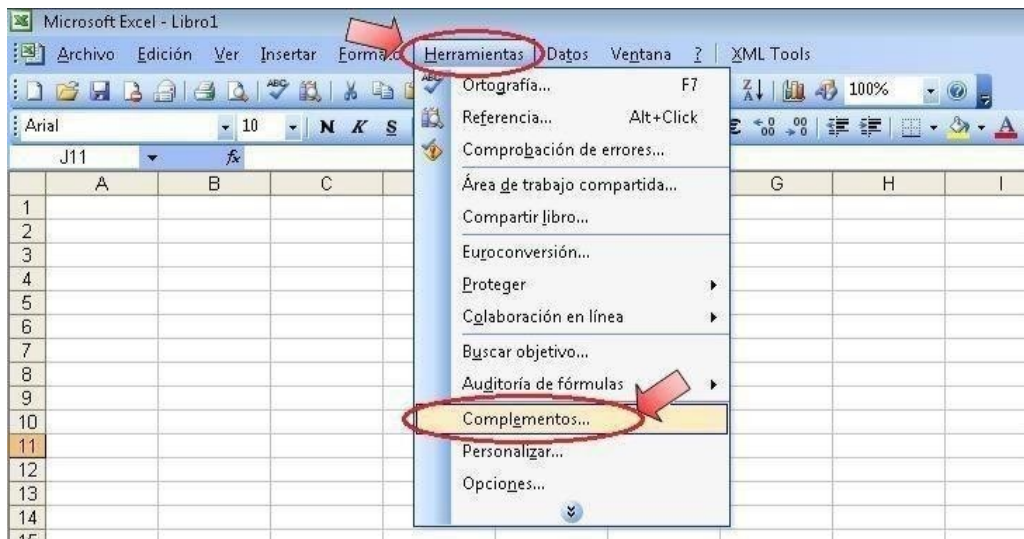 Microsoft Excel - Libro1
Archivo Edición Ver Insertar Herramientas Datos Ventana ? XML Tools
100%
Arial 10 N K S € A
J11 fx
Ortografía... F7
Referencia... Alt+Click
Comprobación de errores...
Área de trabajo compartida...
Compartir libro...
Euroconversión...
Proteger
Colaboración en línea
Buscar objetivo...
Auditoría de fórmulas
Complementos...
Personalizar...
Opciones...
A B C G H I
1
2
3
4
5
6
7
8
9
10
11
12
13
14